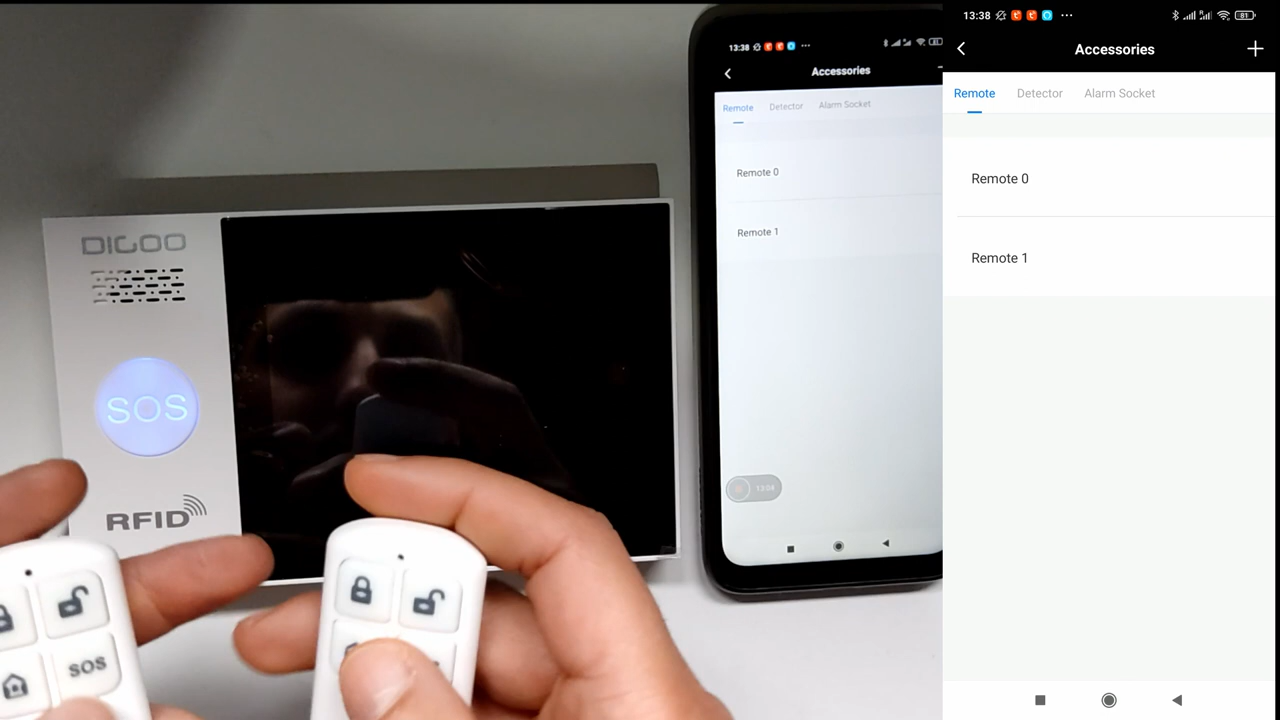 DIGOO
SOS
RFID
SOS
13:38
Accessories
Remote
Detector
Alarm Socket
Remote 0
Remote 1
13:38
81
Accessories
Remote
Detector
Alarm Socket
Remote 0
Remote 1